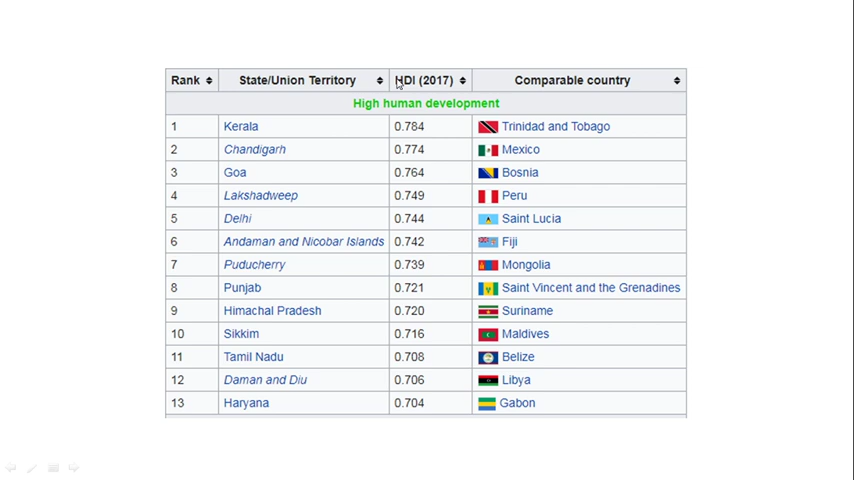 Rank State/Union Territory HDI (2017) Comparable country
High human development
1 Kerala 0.784 Trinidad and Tobago
2 Chandigarh 0.774 Mexico
3 Goa 0.764 Bosnia
4 Lakshadweep 0.749 Peru
5 Delhi 0.744 Saint Lucia
6 Andaman and Nicobar Islands 0.742 Fiji
7 Puducherry 0.739 Mongolia
8 Punjab 0.721 Saint Vincent and the Grenadines
9 Himachal Pradesh 0.720 Suriname
10 Sikkim 0.716 Maldives
11 Tamil Nadu 0.708 Belize
12 Daman and Diu 0.706 Libya
13 Haryana 0.704 Gabon